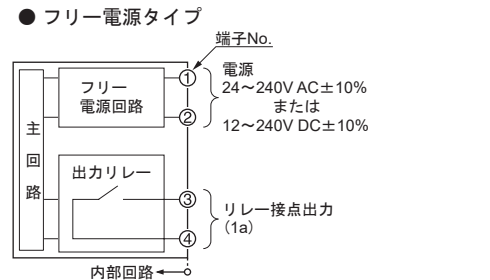 ● フリー電源タイプ
端子No.
電源
24～240V AC±10%
または
12～240V DC±10%
フリー
電源回路
①
②
主
回
路
出力リレー
③
④
リレー接点出力
（1a）
内部回路